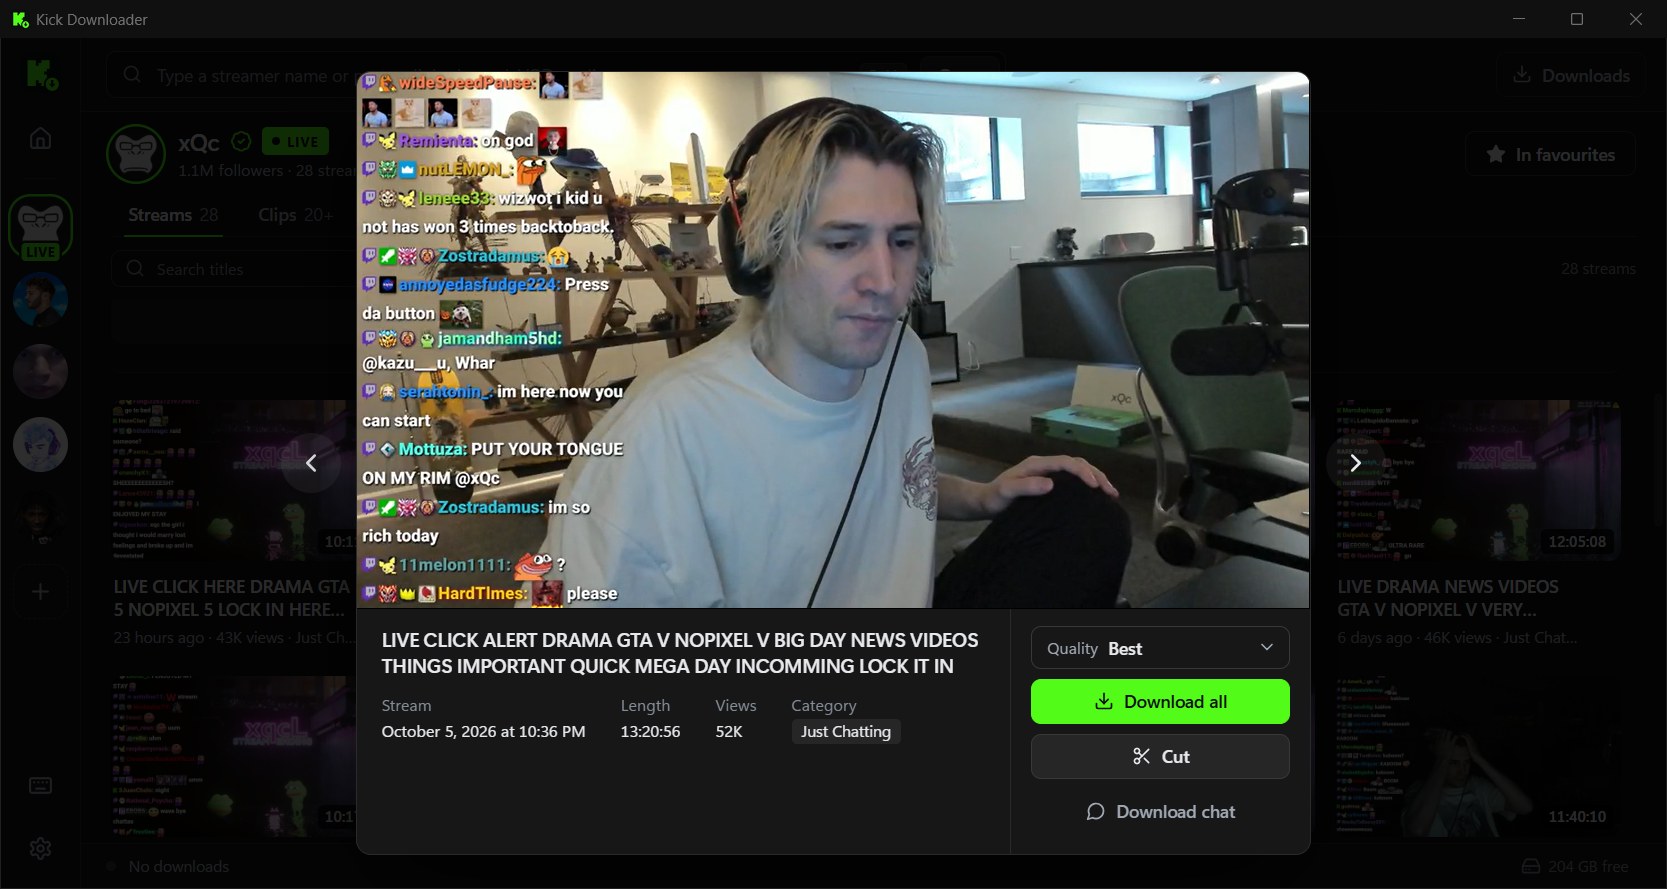 Kick Downloader
Type a streamer name or
Downloads
xQc
LIVE
1.1M followers · 28 strea
In favourites
Streams 28
Clips 20+
LIVE
Search titles
28 streams
wideSpeedPause:
Remienta: on god
nutLEMON_:
leneee33: wizwot i kid u
not has won 3 times backtoback.
Zostradamus:
annoyedasfudge224: Press
da button
jamandham5hd:
@kazu___u, Whar
serahtonin_: im here now you
can start
Mottuza: PUT YOUR TONGUE
ON MY RIM @xQc
Zostradamus: im so
rich today
11melon1111: ?
HardTImes: please
xQc
LIVE CLICK HERE DRAMA GTA
5 NOPIXEL 5 LOCK IN HERE...
23 hours ago · 43K views · Just Ch...
12:05:08
LIVE DRAMA NEWS VIDEOS
GTA V NOPIXEL V VERY...
6 days ago · 46K views · Just Chat...
LIVE CLICK ALERT DRAMA GTA V NOPIXEL V BIG DAY NEWS VIDEOS
THINGS IMPORTANT QUICK MEGA DAY INCOMMING LOCK IT IN
Stream Length Views Category
October 5, 2026 at 10:36 PM 13:20:56 52K Just Chatting
Quality Best
Download all
Cut
Download chat
11:40:10
No downloads
204 GB free